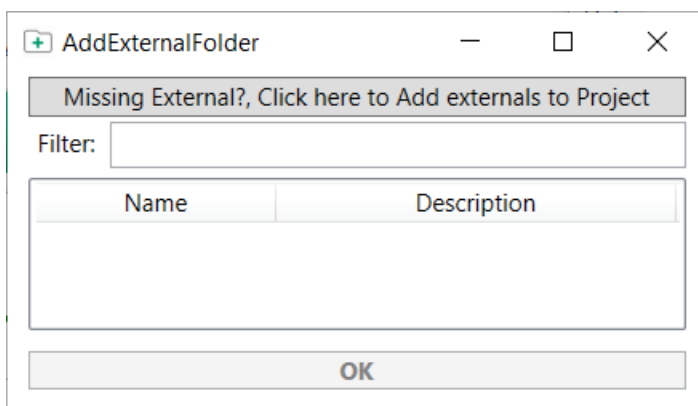 AddExternalFolder
Missing External?, Click here to Add externals to Project
Filter:
Name Description
OK